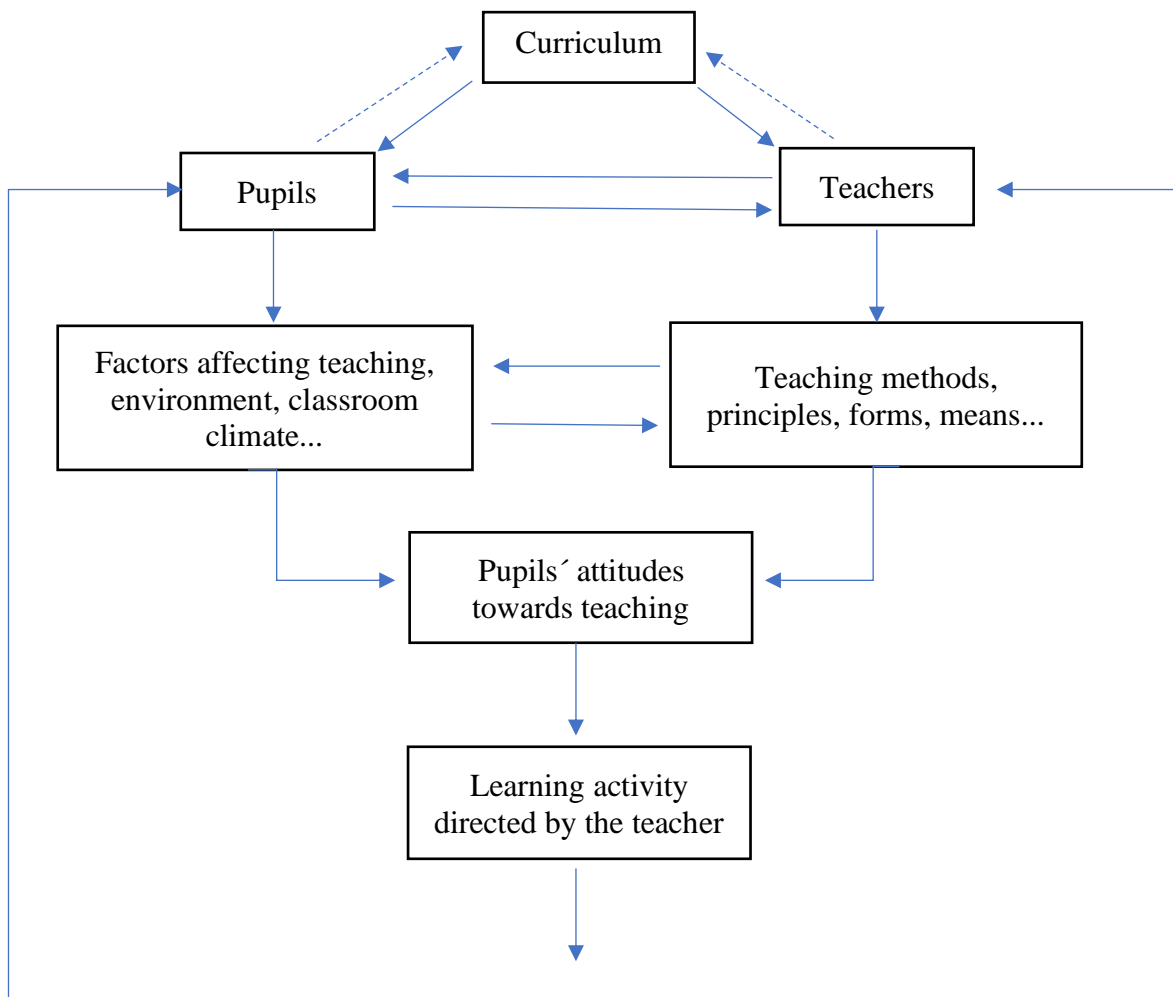 Curriculum
Pupils
Teachers
Factors affecting teaching,
environment, classroom
climate...
Teaching methods,
principles, forms, means...
Pupils´ attitudes
towards teaching
Learning activity
directed by the teacher